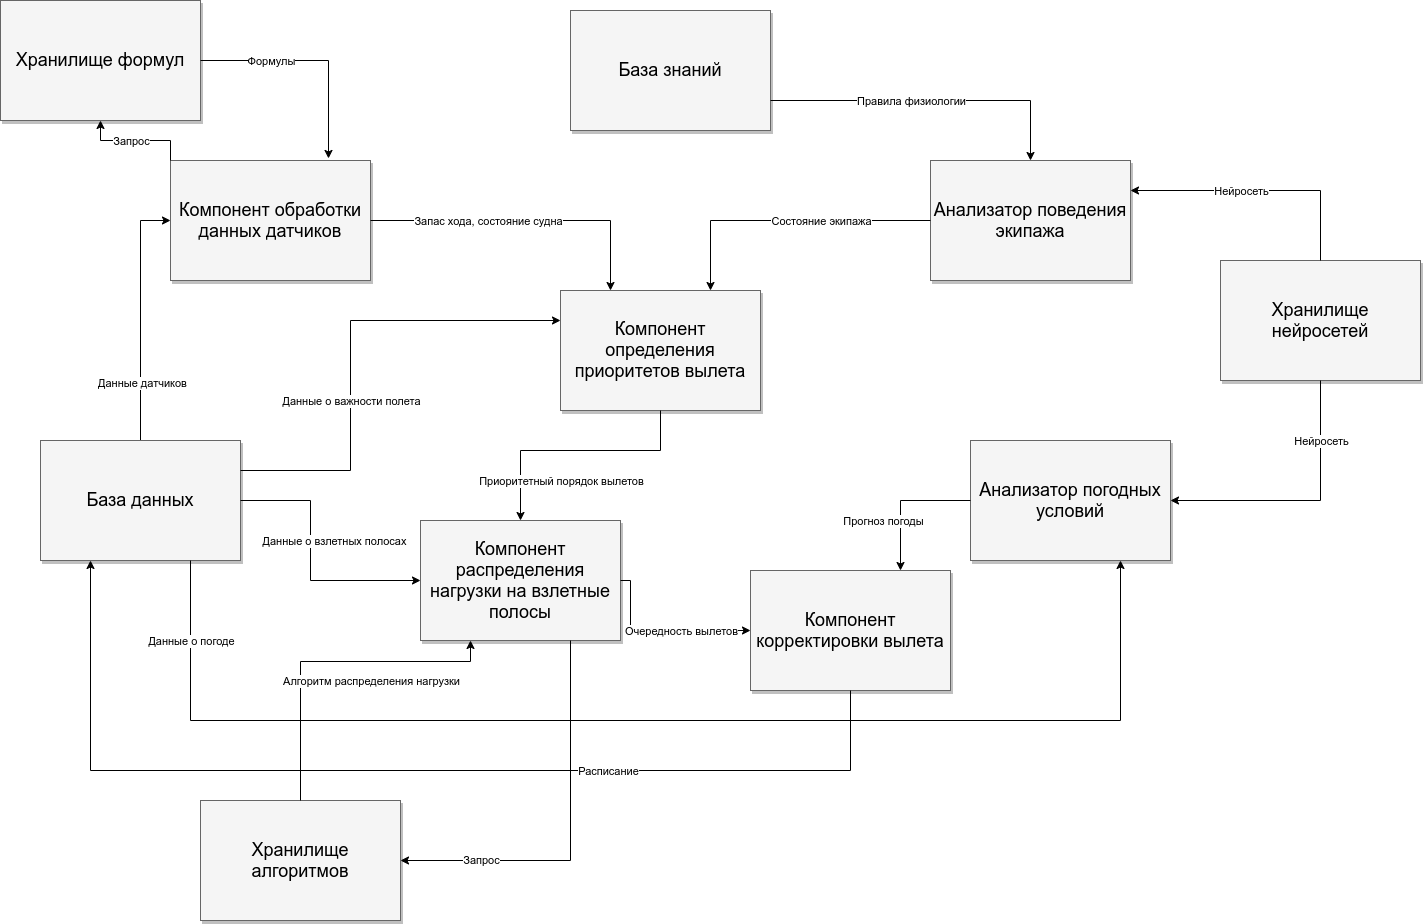 Хранилище формул
Формулы
База знаний
Правила физиологии
Запрос
Компонент обработки
данных датчиков
Запас хода, состояние судна
Состояние экипажа
Анализатор поведения
экипажа
Нейросеть
Хранилище
нейросетей
Компонент
определения
приоритетов вылета
Данные датчиков
Данные о важности полета
Нейросеть
База данных
Приоритетный порядок вылетов
Анализатор погодных
условий
Прогноз погоды
Данные о взлетных полосах
Компонент
распределения
нагрузки на взлетные
полосы
Очередность вылетов
Компонент
корректировки вылета
Данные о погоде
Алгоритм распределения нагрузки
Расписание
Хранилище
алгоритмов
Запрос